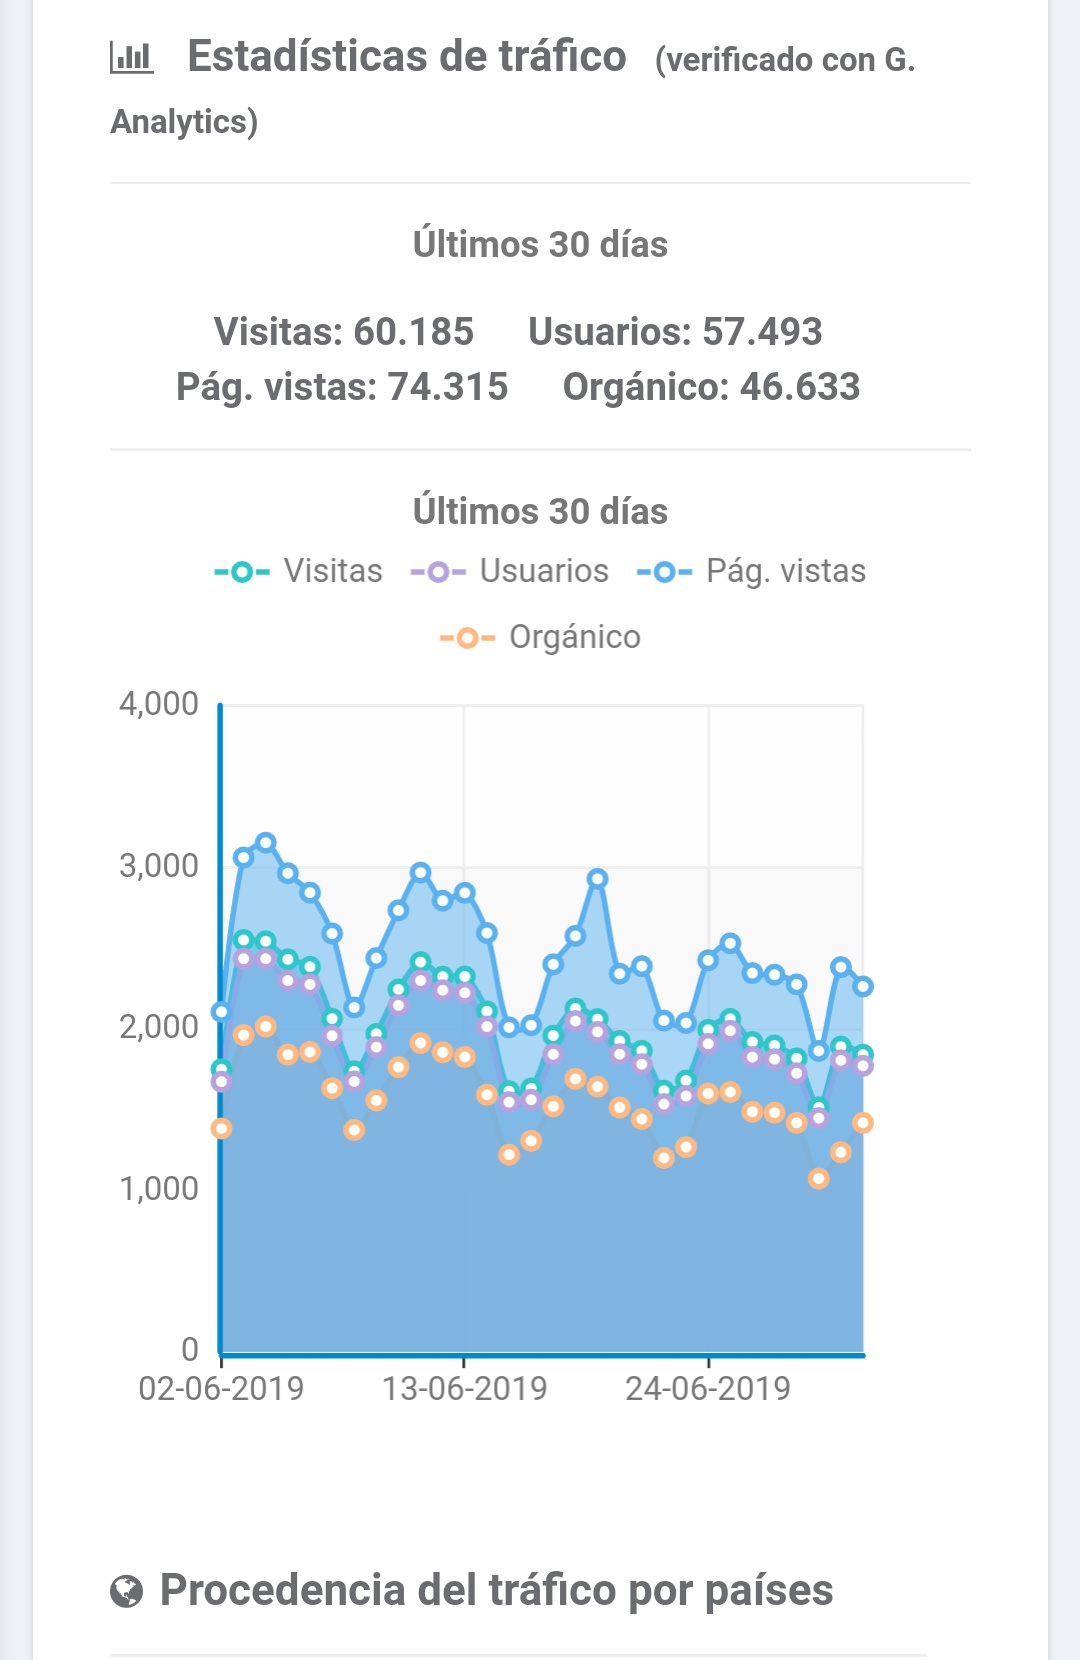 Estadísticas de tráfico (verificado con G.
Analytics)
Últimos 30 días
Visitas: 60.185 Usuarios: 57.493
Pág. vistas: 74.315 Orgánico: 46.633
Últimos 30 días
Visitas Usuarios Pág. vistas
Orgánico
4,000
3,000
2,000
1,000
0
02-06-2019 13-06-2019 24-06-2019
Procedencia del tráfico por países